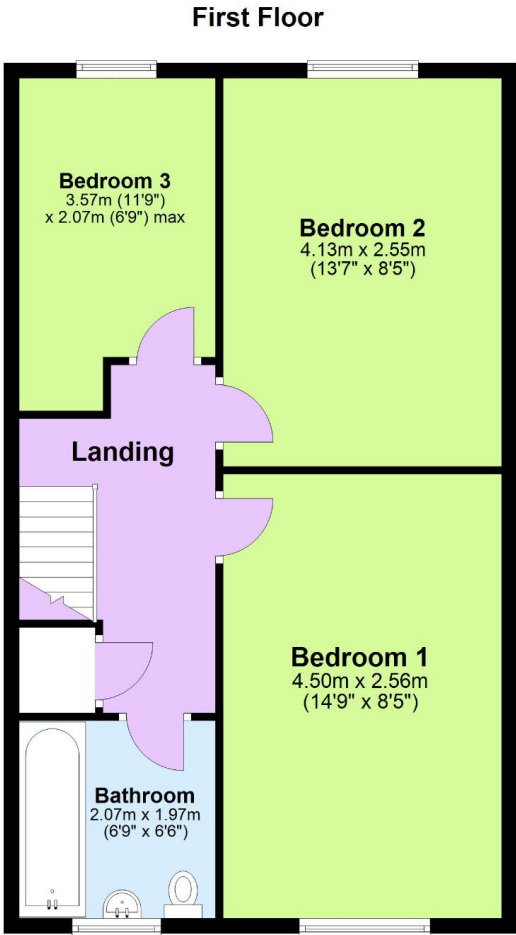 First Floor
Bedroom 3
3.57m (11'9")
x 2.07m (6'9") max
Bedroom 2
4.13m x 2.55m
(13'7" x 8'5")
Landing
Bedroom 1
4.50m x 2.56m
(14'9" x 8'5")
Bathroom
2.07m x 1.97m
(6'9" x 6'6")